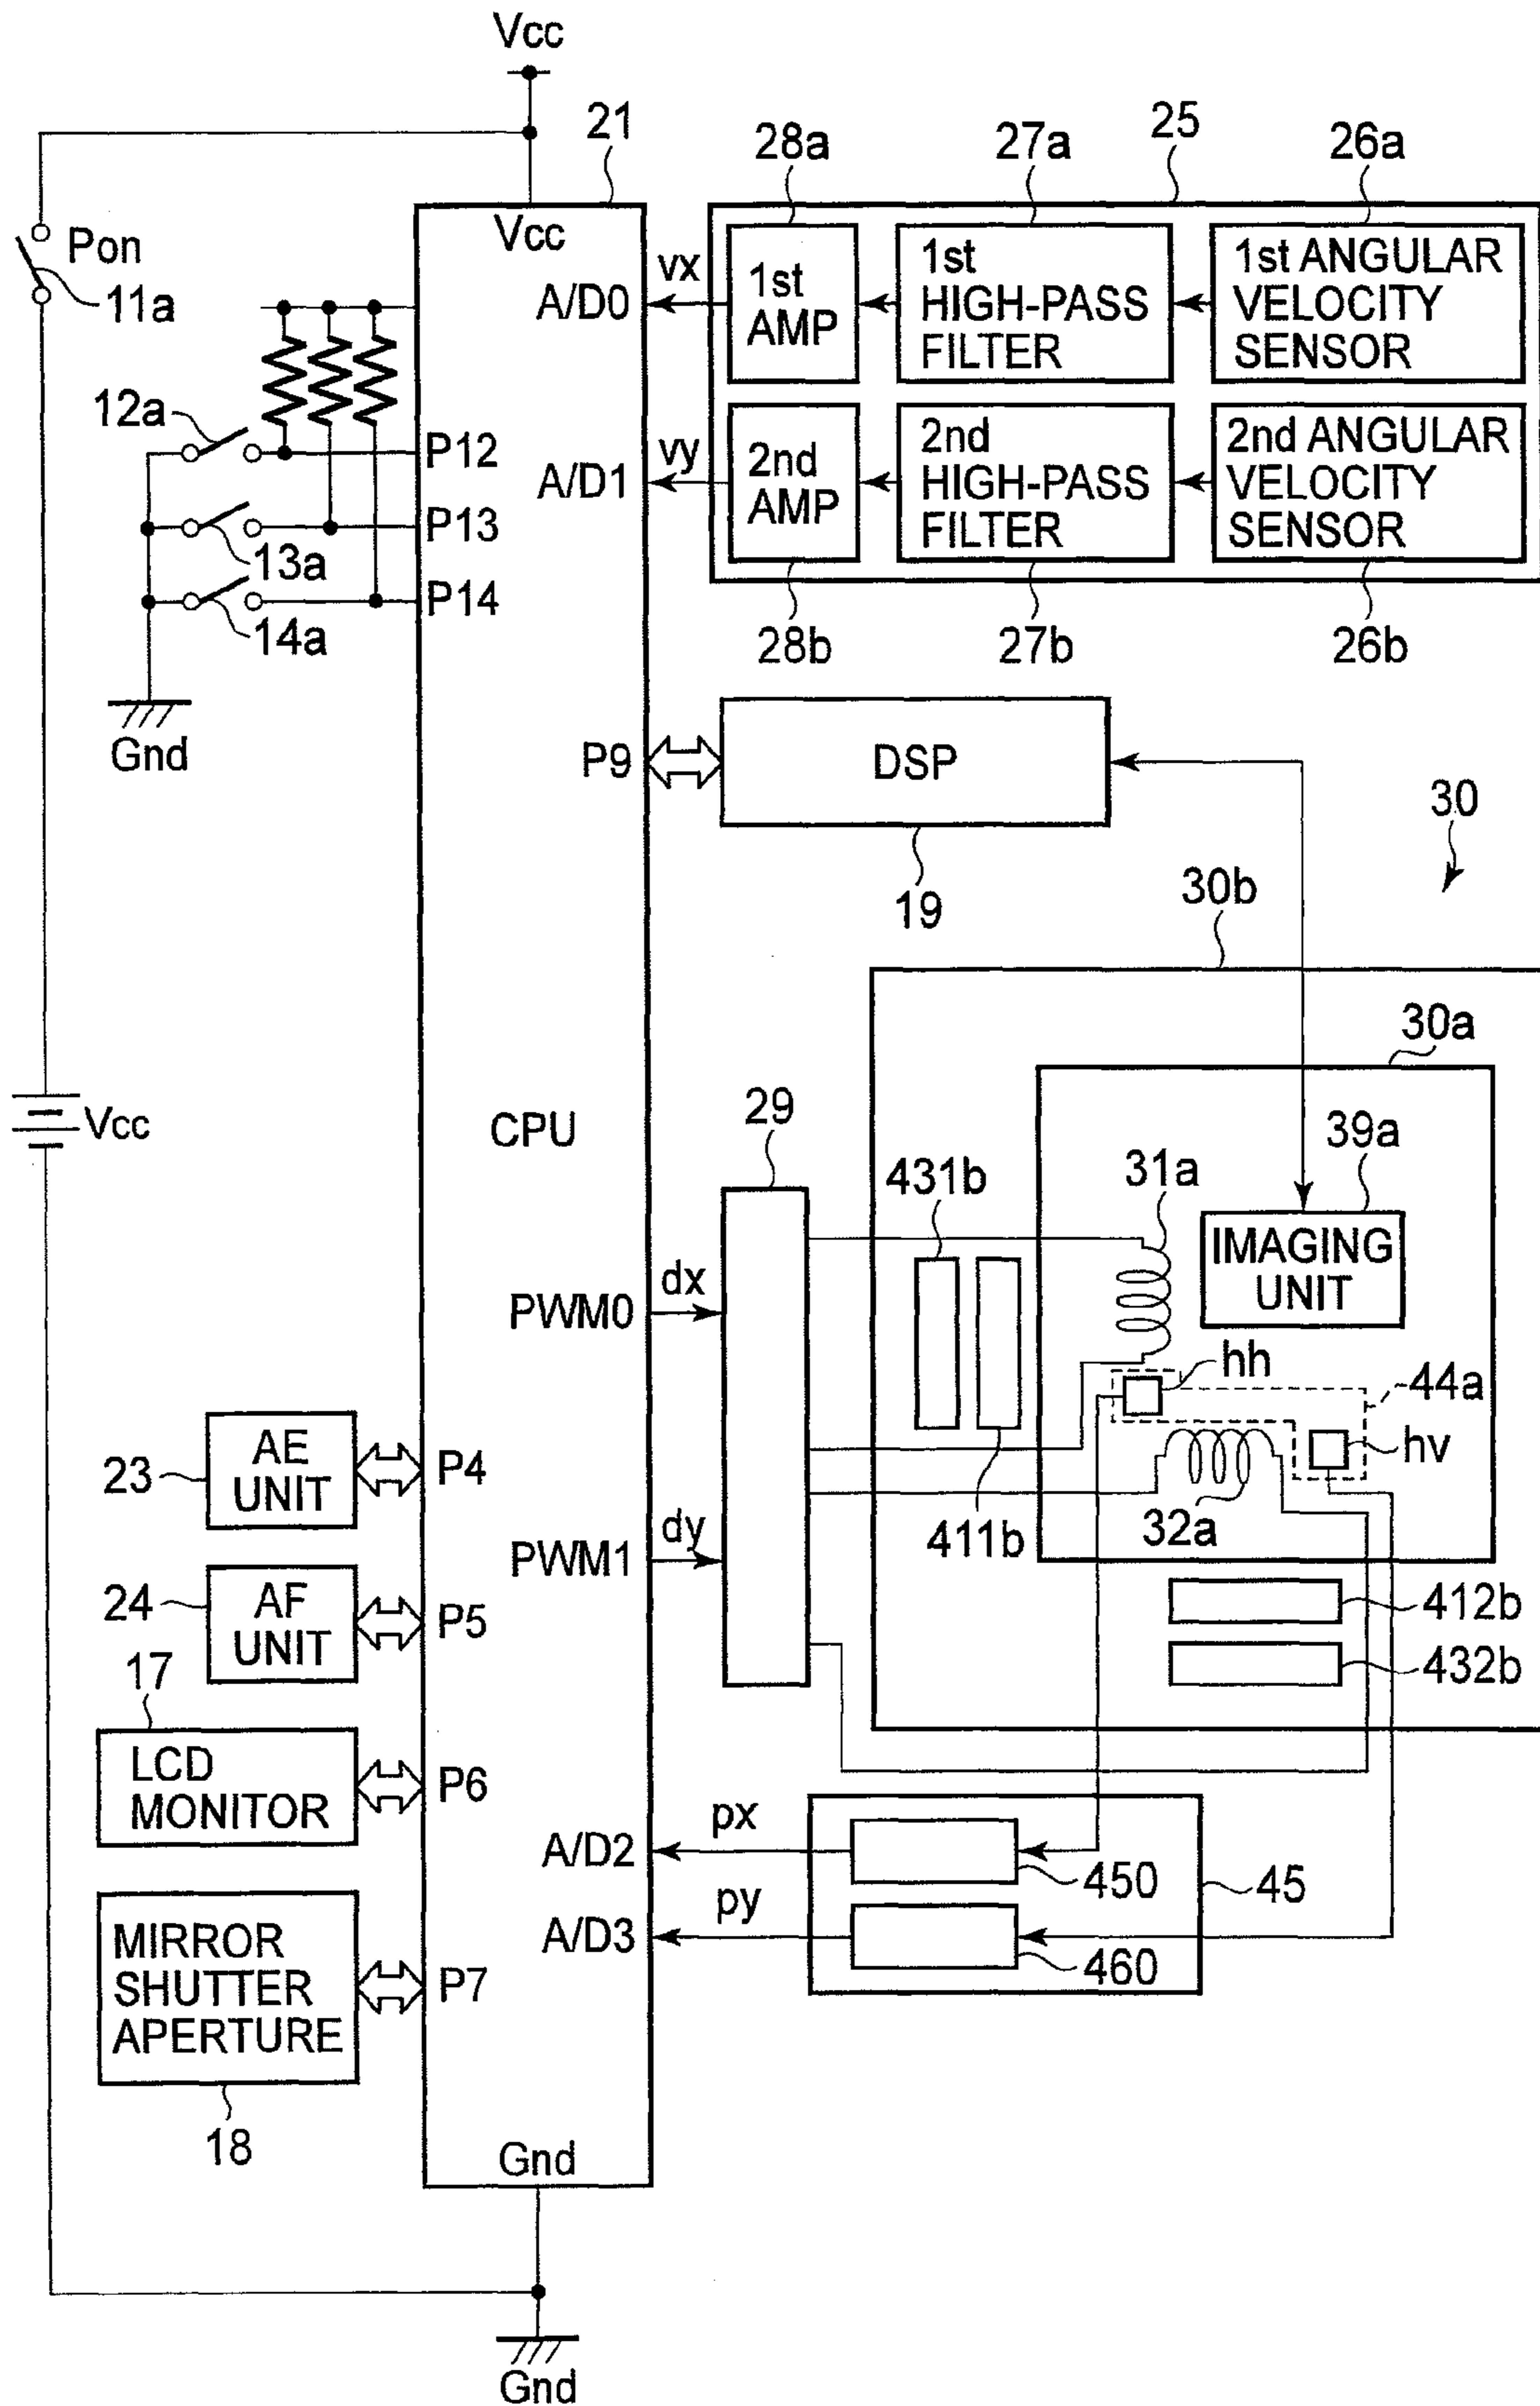 Vcc
21
28a
27a
25
26a
Pon
11a
Vcc
A/D0
vx
1st
AMP
1st
HIGH-PASS
FILTER
1st ANGULAR
VELOCITY
SENSOR
12a
P12
A/D1
vy
2nd
AMP
2nd
HIGH-PASS
FILTER
2nd ANGULAR
VELOCITY
SENSOR
13a
P13
14a
P14
28b
27b
26b
Gnd
P9
DSP
19
30
30b
30a
Vcc
CPU
29
431b
31a
39a
IMAGING
UNIT
PWM0
dx
hh
44a
hv
23
AE
UNIT
P4
411b
32a
PWM1
dy
24
AF
UNIT
P5
412b
432b
17
LCD
MONITOR
P6
A/D2
px
450
45
A/D3
py
460
MIRROR
SHUTTER
APERTURE
P7
18
Gnd
Gnd